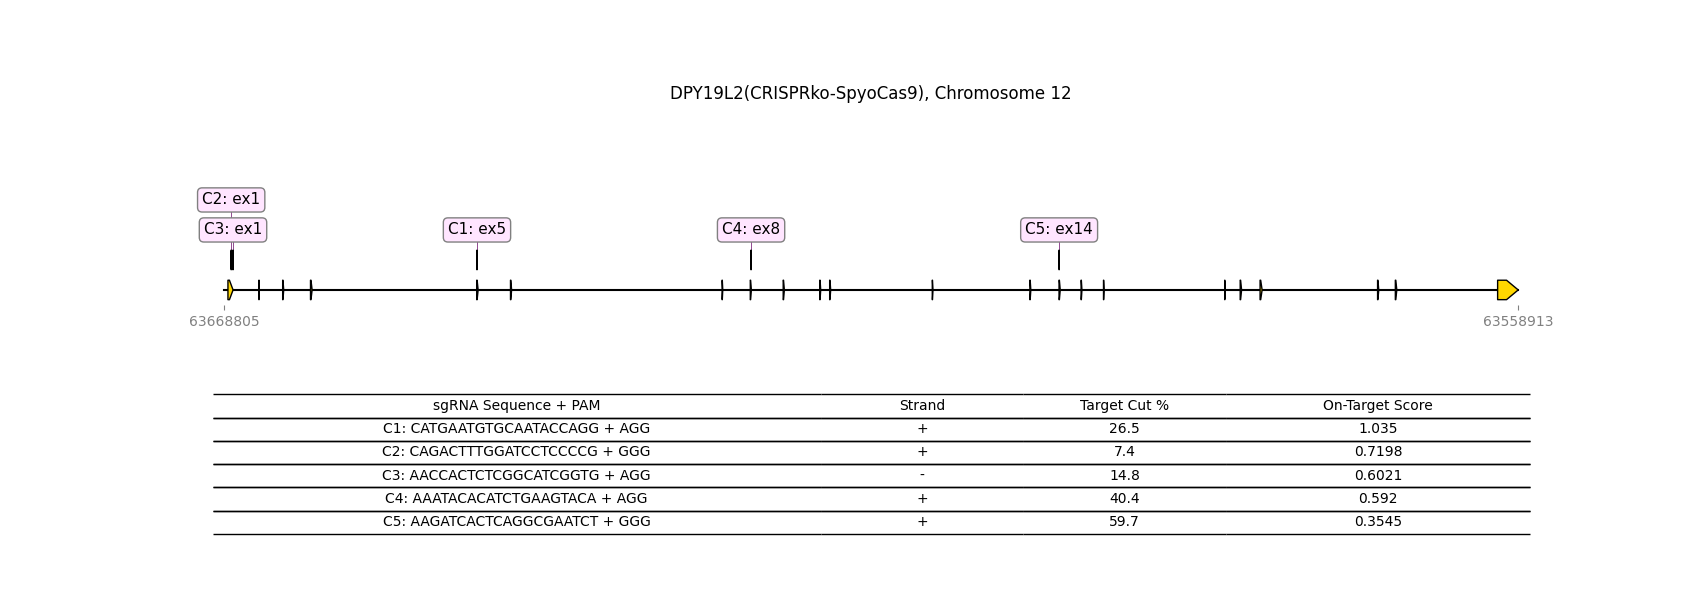 DPY19L2(CRISPRko-SpyoCas9), Chromosome 12
C2: ex1
C3: ex1 C1: ex5 C4: ex8 C5: ex14
63668805 63558913
sgRNA Sequence + PAM Strand Target Cut % On-Target Score
C1: CATGAATGTGCAATACCAGG + AGG + 26.5 1.035
C2: CAGACTTTGGATCCTCCCCG + GGG + 7.4 0.7198
C3: AACCACTCTCGGCATCGGTG + AGG - 14.8 0.6021
C4: AAATACACATCTGAAGTACA + AGG + 40.4 0.592
C5: AAGATCACTCAGGCGAATCT + GGG + 59.7 0.3545